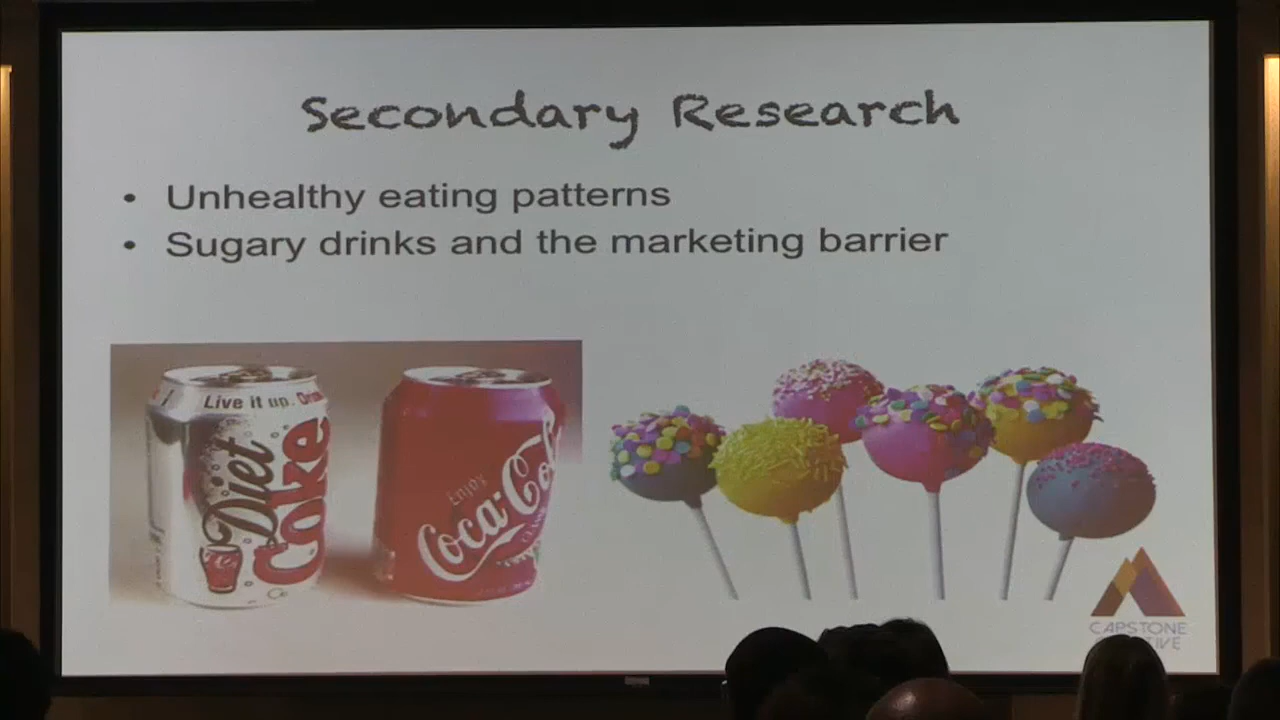 Secondary Research
• Unhealthy eating patterns
• Sugary drinks and the marketing barrier
Live it up.
Diet
Coke
Enjoy
Coca-Cola
CAPSTONE